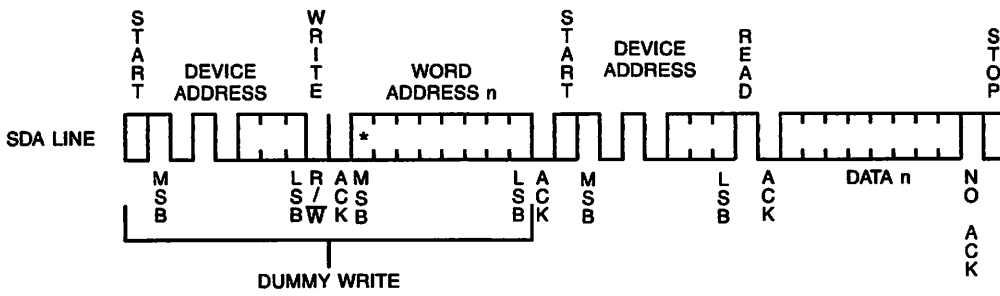 START
WRITE
START
READ
STOP
DEVICE
ADDRESS
WORD
ADDRESS n
DEVICE
ADDRESS
SDA LINE
*
MSB
LSB
R/W
ACK
MSB
LSB
ACK
MSB
LSB
ACK
DATA n
NO ACK
DUMMY WRITE